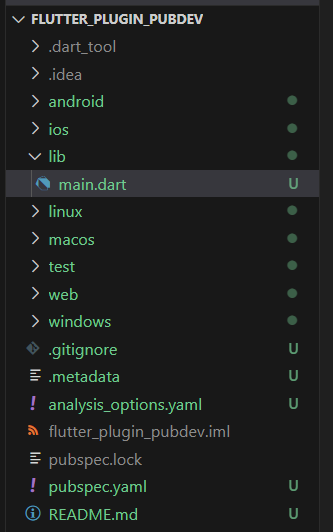 FLUTTER_PLUGIN_PUBDEV
.dart_tool
.idea
android
ios
lib
main.dart U
linux
macos
test
web
windows
.gitignore U
.metadata U
analysis_options.yaml U
flutter_plugin_pubdev.iml
pubspec.lock
pubspec.yaml U
README.md U